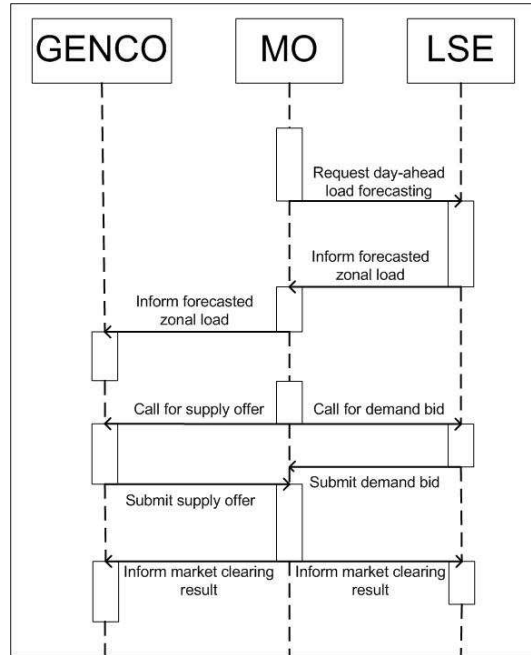 GENCO
MO
LSE
Request day-ahead
load forecasting
Inform forecasted
zonal load
Inform forecasted
zonal load
Call for supply offer
Call for demand bid
Submit demand bid
Submit supply offer
Inform market clearing
result
Inform market clearing
result